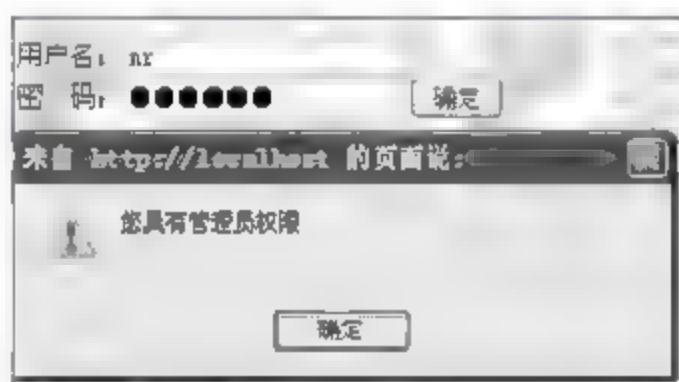 用户名： nr
密 码： ●●●●●●
确定
来自 http://localhost 的页面说：
您具有管理员权限
确定